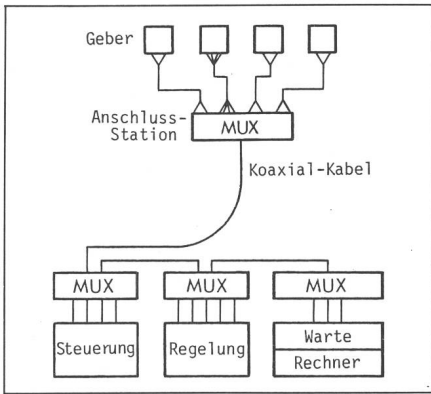 Geber
Anschluss-
Station
MUX
Koaxial-Kabel
MUX
MUX
MUX
Steuerung
Regelung
Warte
Rechner